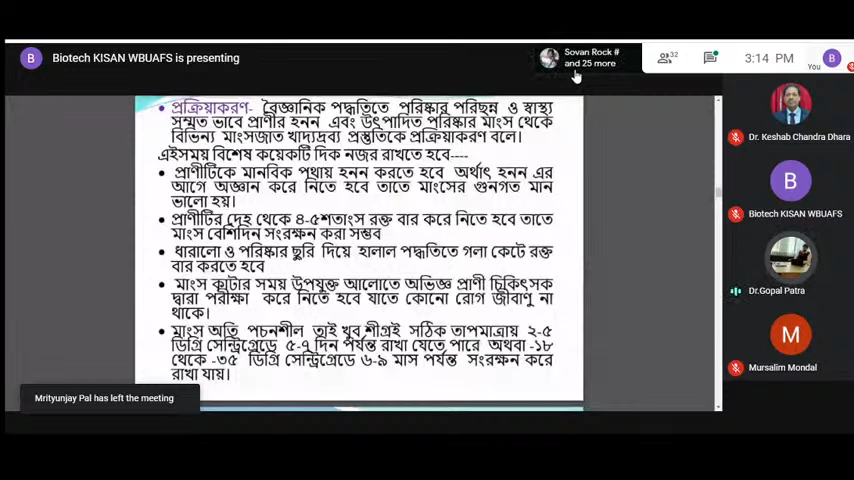 Biotech KISAN WBUAFS is presenting
Sovan Rock #
and 25 more
32
3:14 PM
B
You
• প্রক্রিয়াকরণ- বৈজ্ঞানিক পদ্ধতিতে পরিষ্কার পরিছন্ন ও স্বাস্থ্য
সম্মত ভাবে প্রাণীর হনন এবং উৎপাদিত পরিষ্কার মাংস থেকে
বিভিন্ন মাংসজাত খাদ্যদ্রব্য প্রস্তুতিকে প্রক্রিয়াকরণ বলে।
এইসময় বিশেষ কয়েকটি দিক নজর রাখতে হবে----
• প্রাণীটিকে মানবিক পথায় হনন করতে হবে অর্থাৎ হনন এর
আগে অজ্ঞান করে নিতে হবে তাতে মাংসের গুনগত মান
ভালো হয়।
• প্রাণীটির দেহ থেকে ৪-৫শতাংস রক্ত বার করে নিতে হবে তাতে
মাংস বেশিদিন সংরক্ষন করা সম্ভব
• ধারালো ও পরিষ্কার ছুরি দিয়ে হালাল পদ্ধতিতে গলা কেটে রক্ত
বার করতে হবে
• মাংস কাটার সময় উপযুক্ত আলোতে অভিজ্ঞ প্রাণী চিকিৎসক
দ্বারা পরীক্ষা করে নিতে হবে যাতে কোনো রোগ জীবাণু না
থাকে।
• মাংস অতি পচনশীল তাই খুব শীগ্রই সঠিক তাপমাত্রায় ২-৫
ডিগ্রি সেন্ট্রিগ্রেডে ৫-৭ দিন পর্যন্ত রাখা যেতে পারে অথবা -১৮
থেকে -৩৫ ডিগ্রি সেন্ট্রিগ্রেডে ৬-৯ মাস পর্যন্ত সংরক্ষন করে
রাখা যায়।
Mrityunjay Pal has left the meeting
Dr. Keshab Chandra Dhara
B
Biotech KISAN WBUAFS
Dr.Gopal Patra
M
Mursalim Mondal